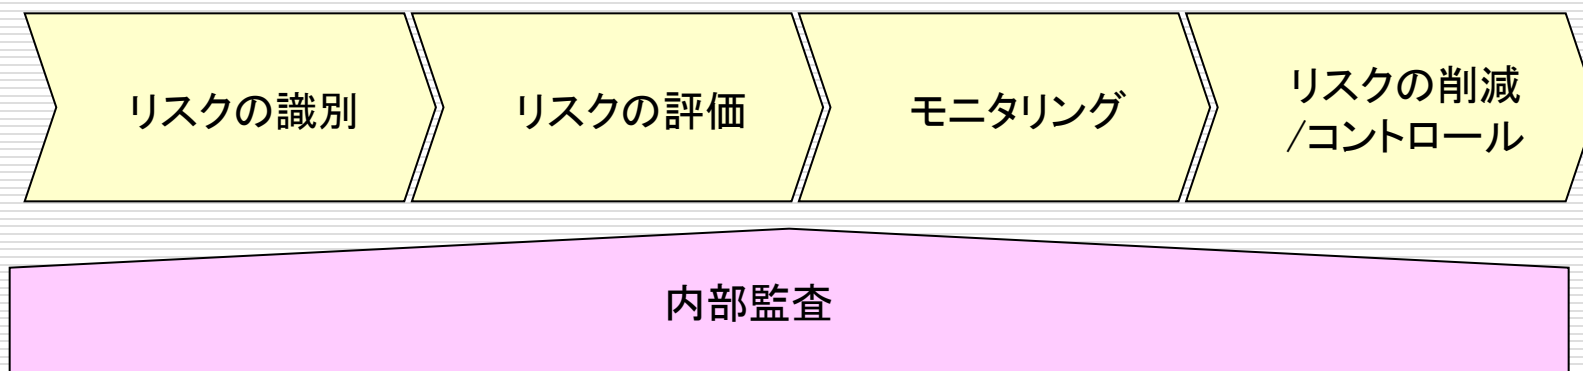 リスクの識別
リスクの評価
モニタリング
リスクの削減
/コントロール
内部監査